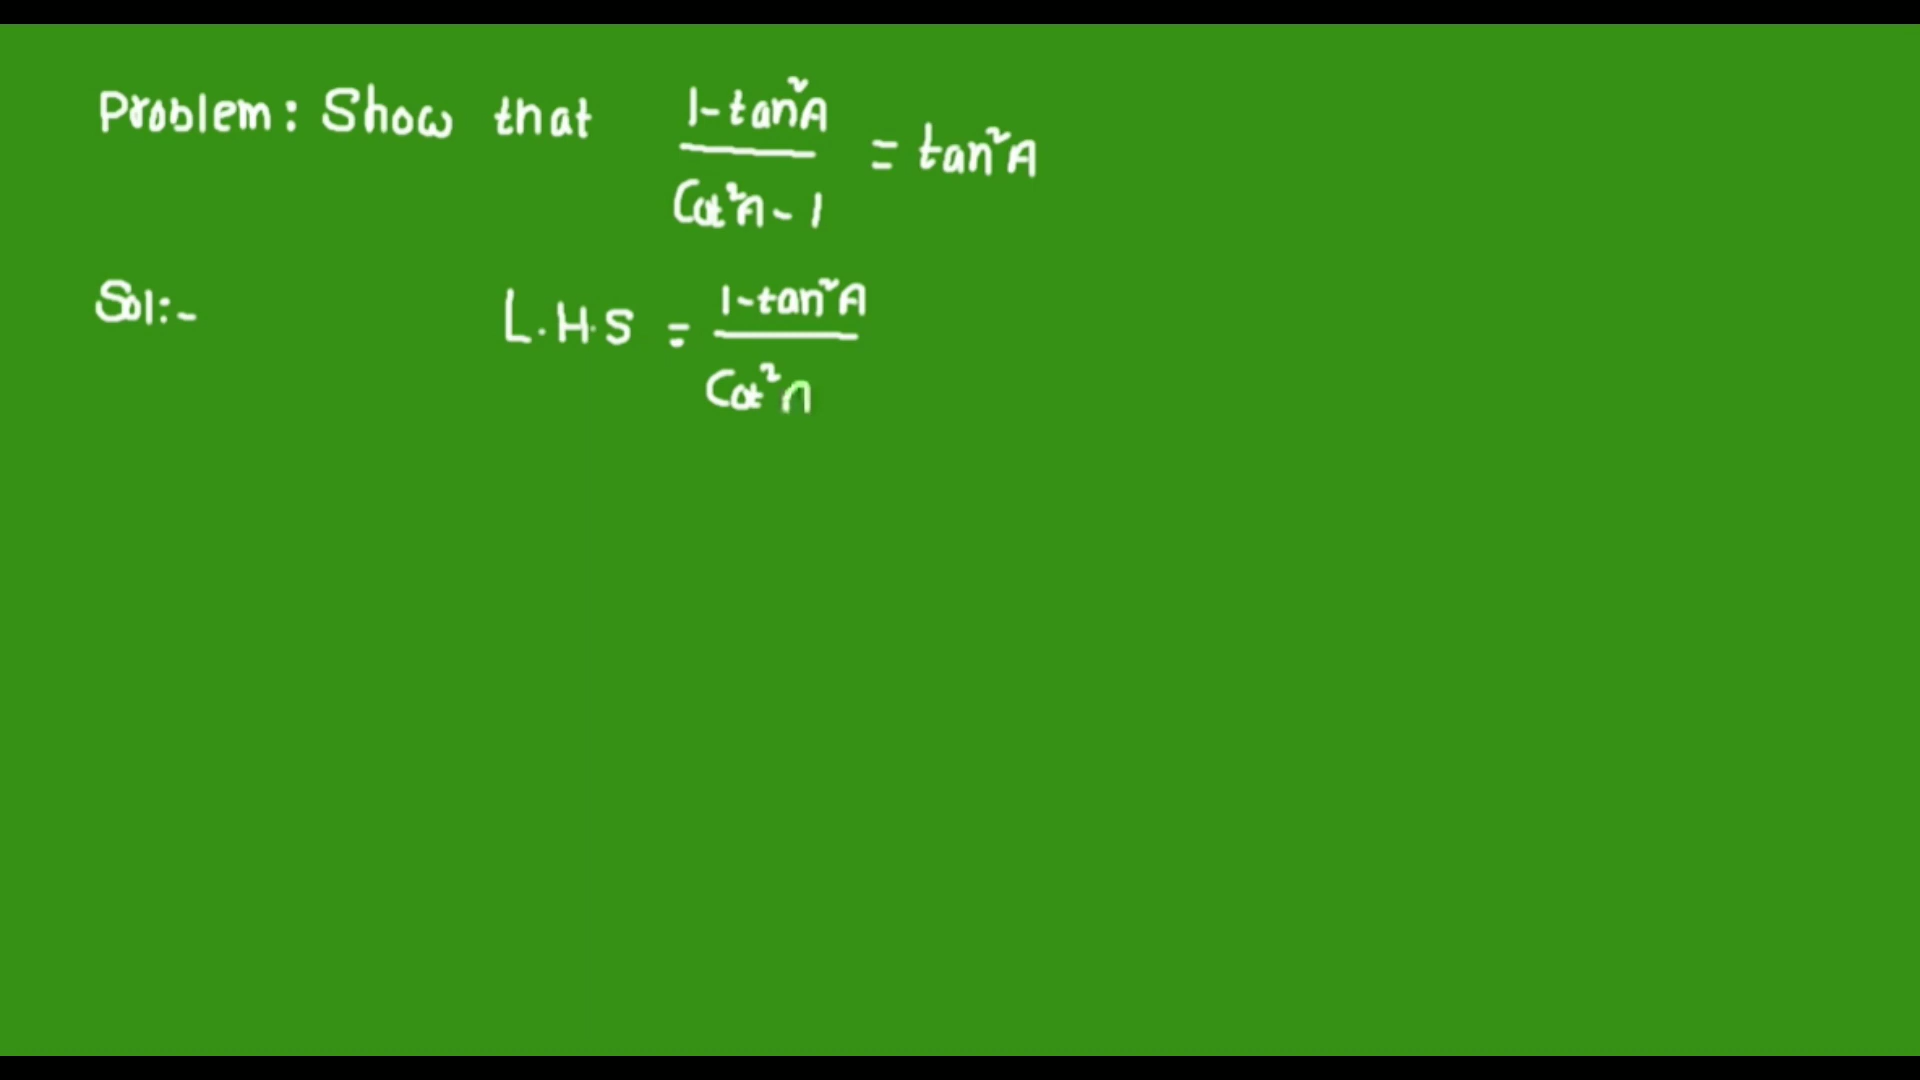 Problem: Show that (1-tan²A)/(Cot²A-1) = tan²A
Sol:- L.H.S = (1-tan²A)/(Cot²A